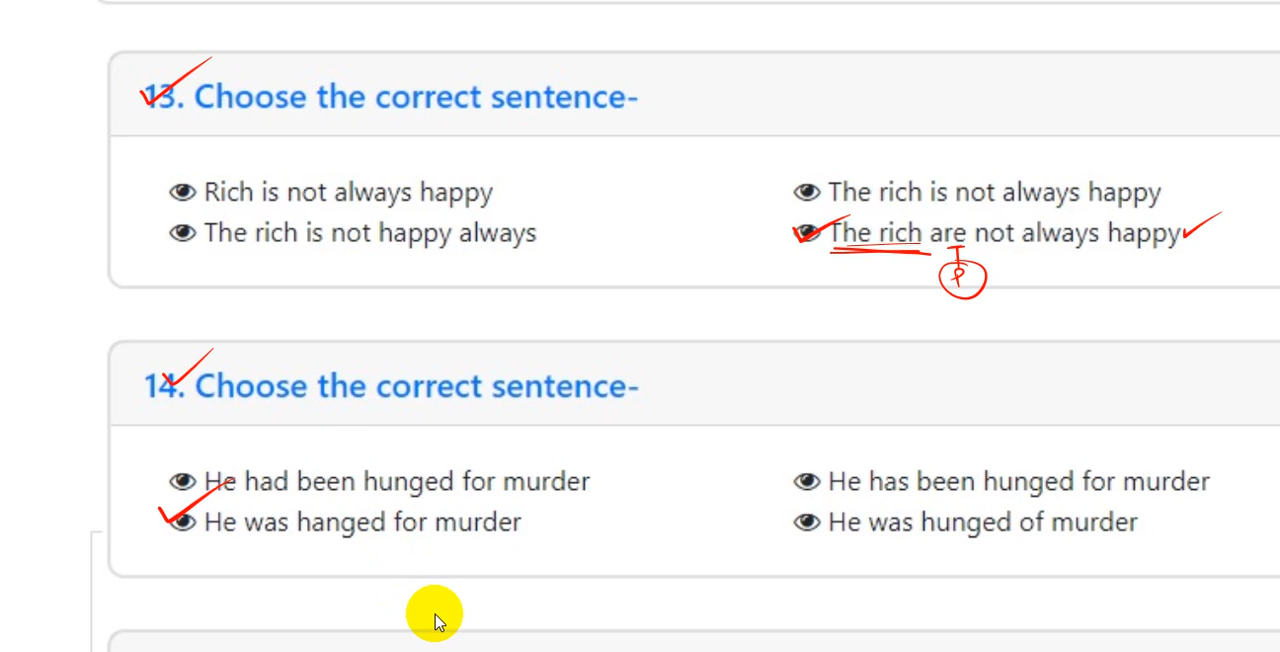 13. Choose the correct sentence-
Rich is not always happy
The rich is not always happy
The rich is not happy always
The rich are not always happy
P
14. Choose the correct sentence-
He had been hunged for murder
He has been hunged for murder
He was hanged for murder
He was hunged of murder